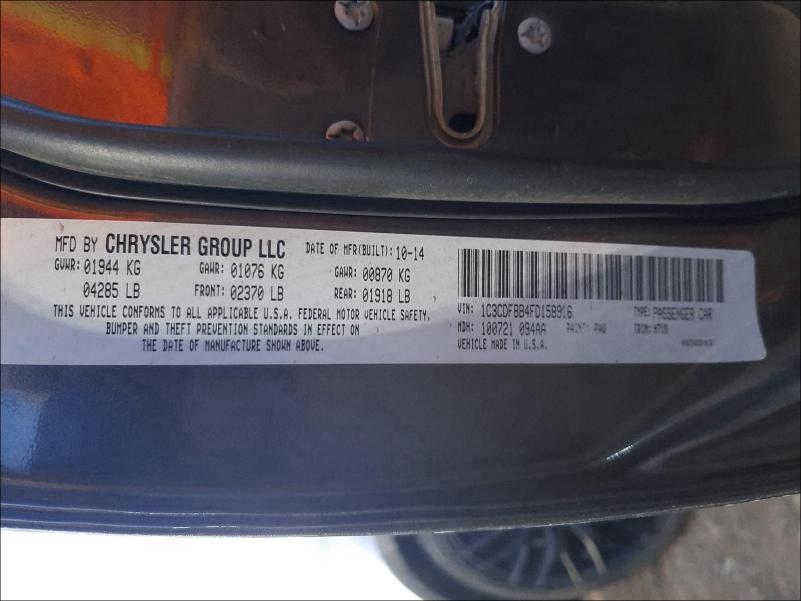 MFD BY CHRYSLER GROUP LLC DATE OF MFR(BUILT): 10-14
GVWR: 01944 KG GAWR: 01076 KG GAWR: 00870 KG
04285 LB FRONT: 02370 LB REAR: 01918 LB
THIS VEHICLE CONFORMS TO ALL APPLICABLE U.S.A. FEDERAL MOTOR VEHICLE SAFETY,
BUMPER AND THEFT PREVENTION STANDARDS IN EFFECT ON
THE DATE OF MANUFACTURE SHOWN ABOVE.
VIN: 1C3CDFBB4FD158916 TYPE: PASSENGER CAR
MDH: 100721 094AA PAINT: TRIM:
VEHICLE MADE IN U.S.A.